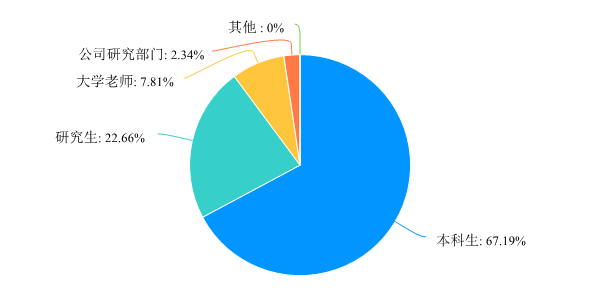 其他 : 0%
公司研究部门: 2.34%
大学老师: 7.81%
研究生: 22.66%
本科生: 67.19%